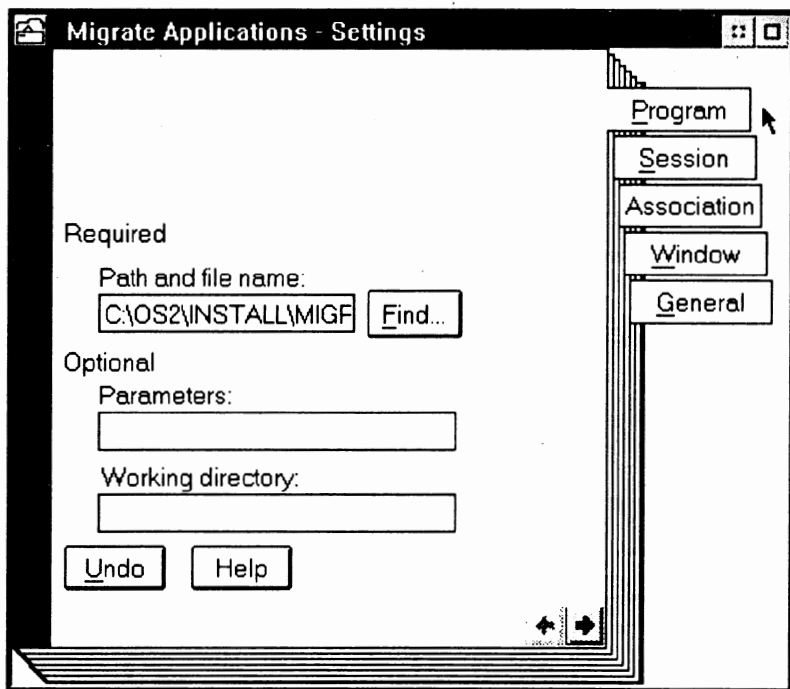 Migrate Applications - Settings
Program
Session
Association
Window
General
Required
Path and file name:
C:\OS2\INSTALL\MIGR
Find...
Optional
Parameters:
Working directory:
Undo
Help